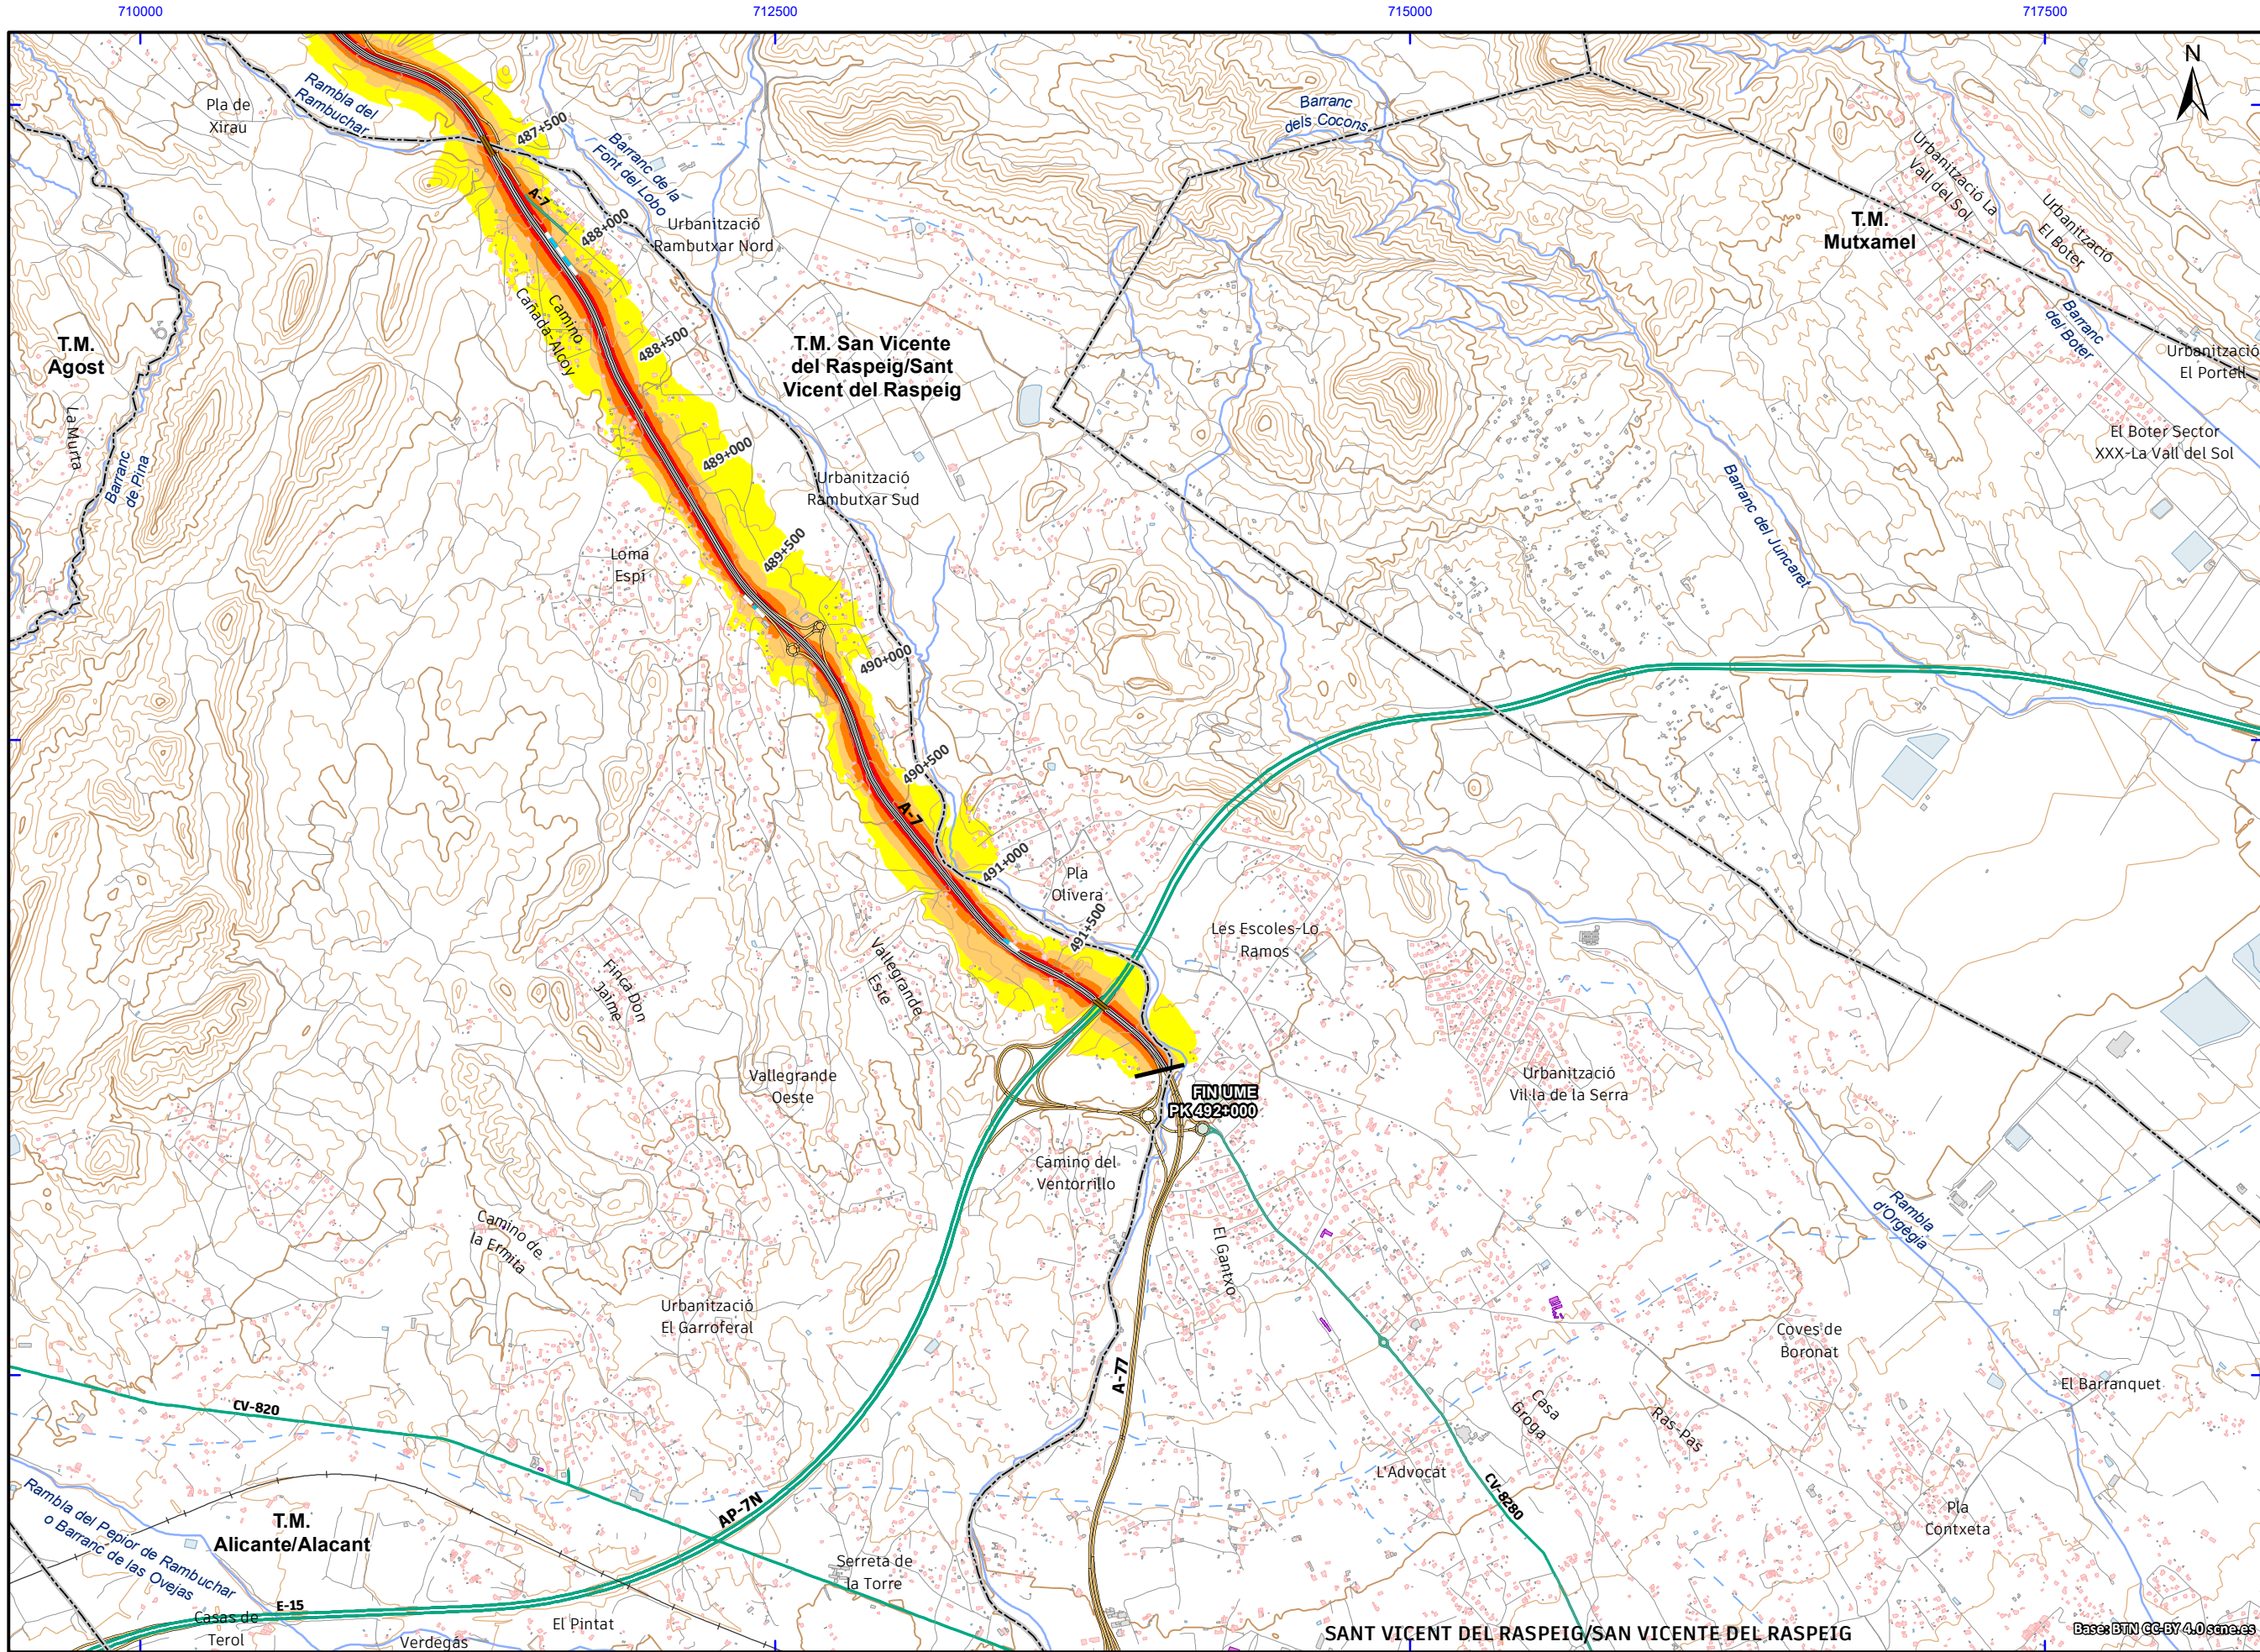 710000
712500
715000
717500
N
Pla de
Xirau
Rambla del
Rambuchar
487+500
Barranc de la
Font del Lobo
Barranc
dels Cocons
Urbanització La
Vall del Sol
Urbanització
El Boter
T.M.
Mutxamel
A-7
488+000
Urbanització
Rambutxar Nord
Camino
Cañada-Alcoy
488+500
T.M. San Vicente
del Raspeig/Sant
Vicent del Raspeig
T.M.
Agost
Barranc
del Boter
Urbanització
El Portell
La Murta
Barranc
de Pina
489+000
Urbanització
Rambutxar Sud
El Boter Sector
XXX-La Vall del Sol
Barranc del Juncaret
Loma
Espí
489+500
490+000
490+500
A-7
491+000
Pla
Olivera
491+500
Les Escoles-Lo
Ramos
Finca Don
Jaime
Vallegrande
Este
Vallegrande
Oeste
FIN UME
PK 492+000
Urbanització
Vil·la de la Serra
Camino del
Ventorrillo
Camino de
la Ermita
El Gantxo
Rambla
d'Orgègia
Urbanització
El Garroferal
Coves de
Boronat
A-77
El Barranquet
CV-820
Casa
Groga
Ras-Pas
L'Advocat
CV-8280
Rambla del Pepior de Rambuchar
o Barranc de las Ovejas
T.M.
Alicante/Alacant
AP-7N
Pla
Contxeta
Serreta de
la Torre
E-15
Casas de
Terol
Verdegás
El Pintat
SANT VICENT DEL RASPEIG/SAN VICENTE DEL RASPEIG
Base: BTN CC-BY 4.0 scne.es